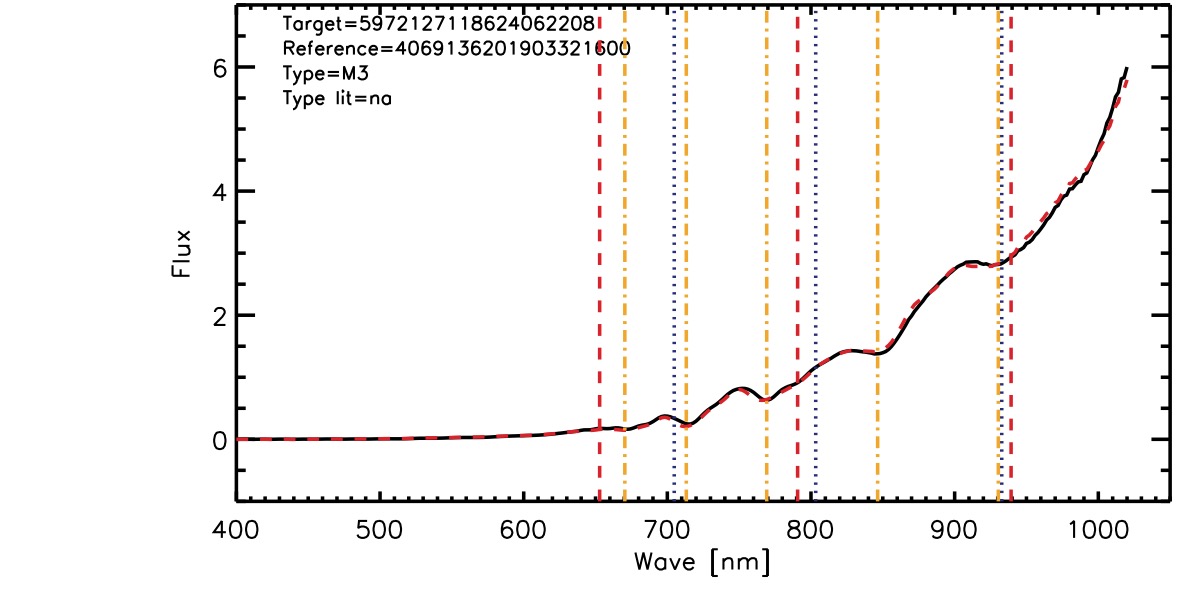 Target=5972127118624062208
Reference=4069136201903321600
Type=M3
Type lit=na
6
4
2
0
Flux
400 500 600 700 800 900 1000
Wave [nm]